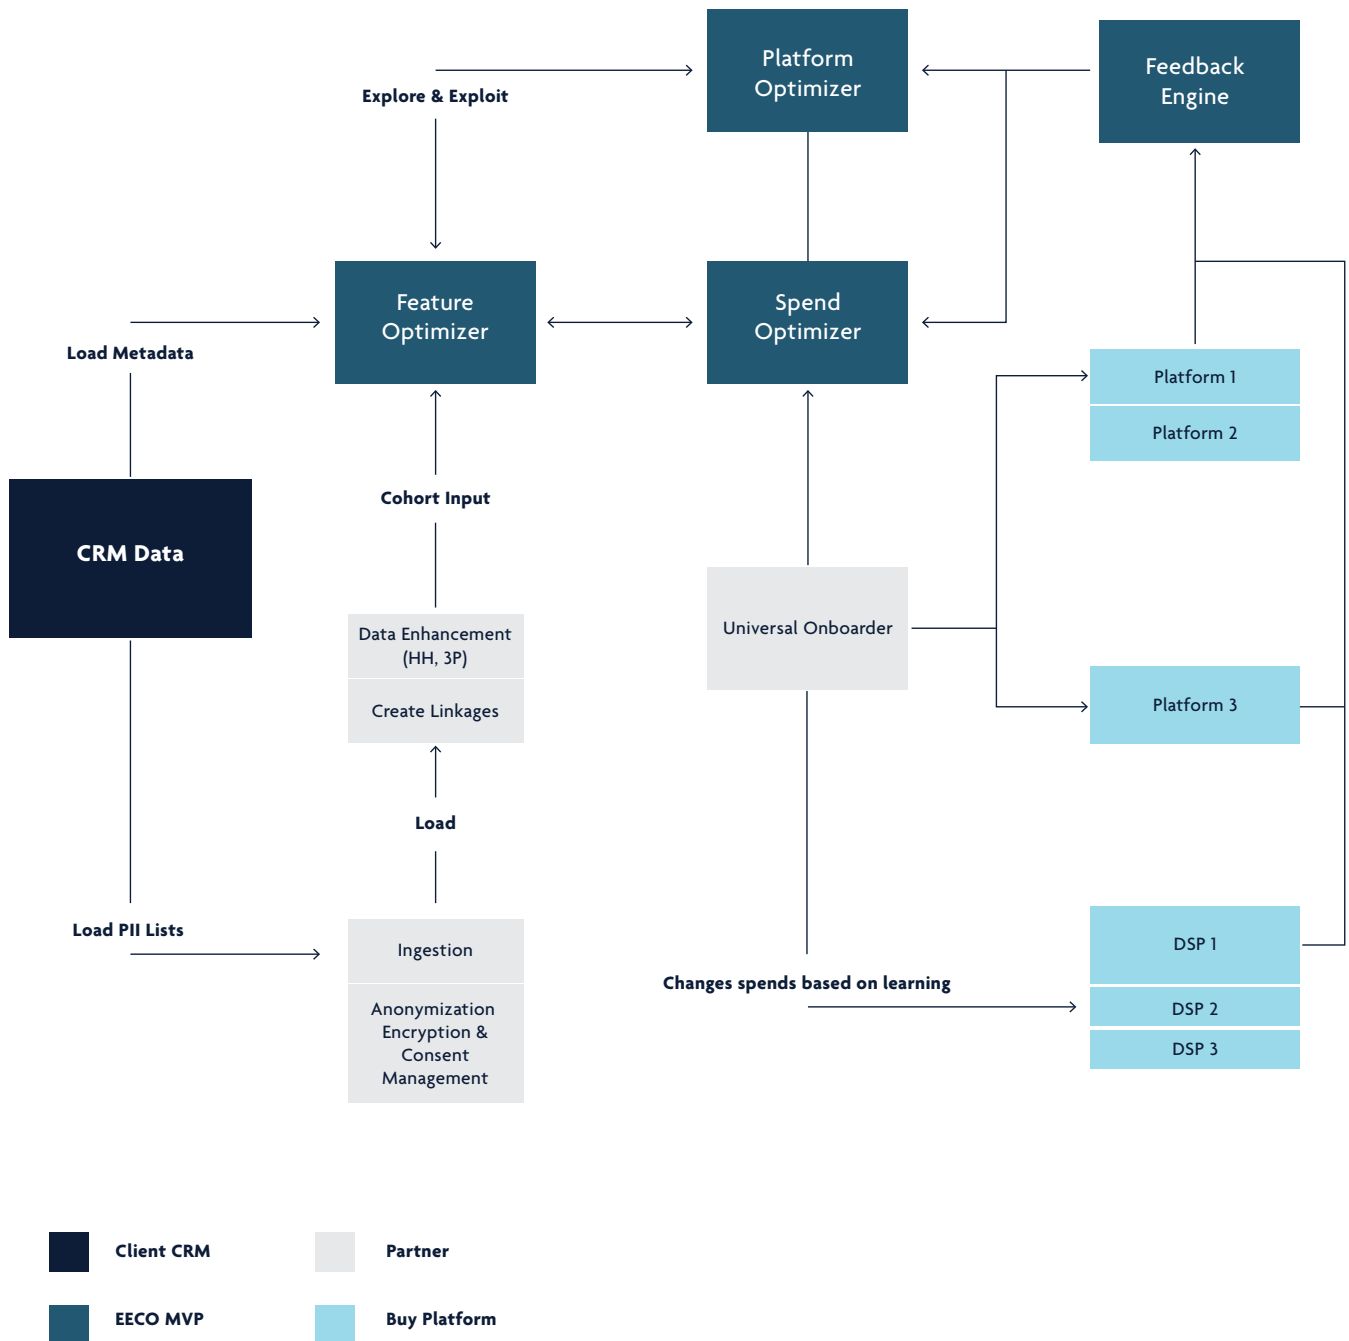 Platform
Optimizer
Feedback
Engine
Explore & Exploit
Feature
Optimizer
Spend
Optimizer
Load Metadata
Platform 1
Platform 2
Cohort Input
CRM Data
Data Enhancement
(HH, 3P)
Create Linkages
Universal Onboarder
Platform 3
Load
Load PII Lists
Ingestion
Anonymization
Encryption &
Consent
Management
Changes spends based on learning
DSP 1
DSP 2
DSP 3
Client CRM
Partner
EECO MVP
Buy Platform